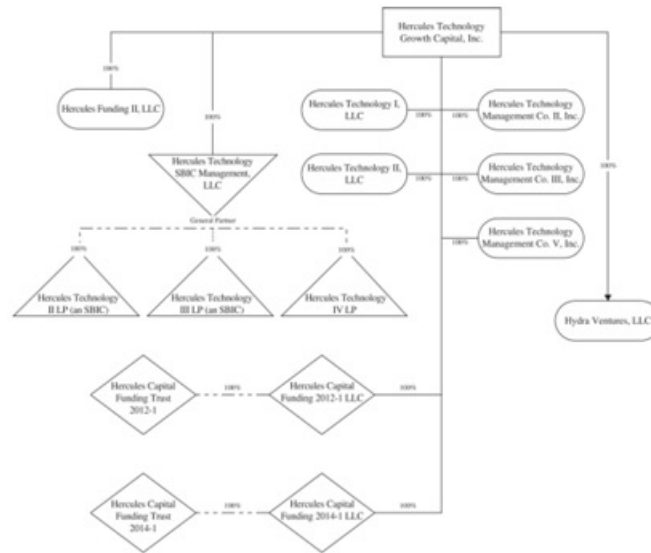 Hercules Technology
Growth Capital, Inc.
100%
Hercules Funding II, LLC
100%
Hercules Technology I,
LLC
100%
100%
Hercules Technology
Management Co. II, Inc.
Hercules Technology
SBIC Management,
LLC
Hercules Technology II,
LLC
100%
100%
Hercules Technology
Management Co. III, Inc.
100%
General Partner
100%
Hercules Technology
Management Co. V, Inc.
100%
100%
100%
Hercules Technology
II LP (an SBIC)
Hercules Technology
III LP (an SBIC)
Hercules Technology
IV LP
Hydra Ventures, LLC
Hercules Capital
Funding Trust
2012-1
100%
Hercules Capital
Funding 2012-1 LLC
100%
Hercules Capital
Funding Trust
2014-1
100%
Hercules Capital
Funding 2014-1 LLC
100%